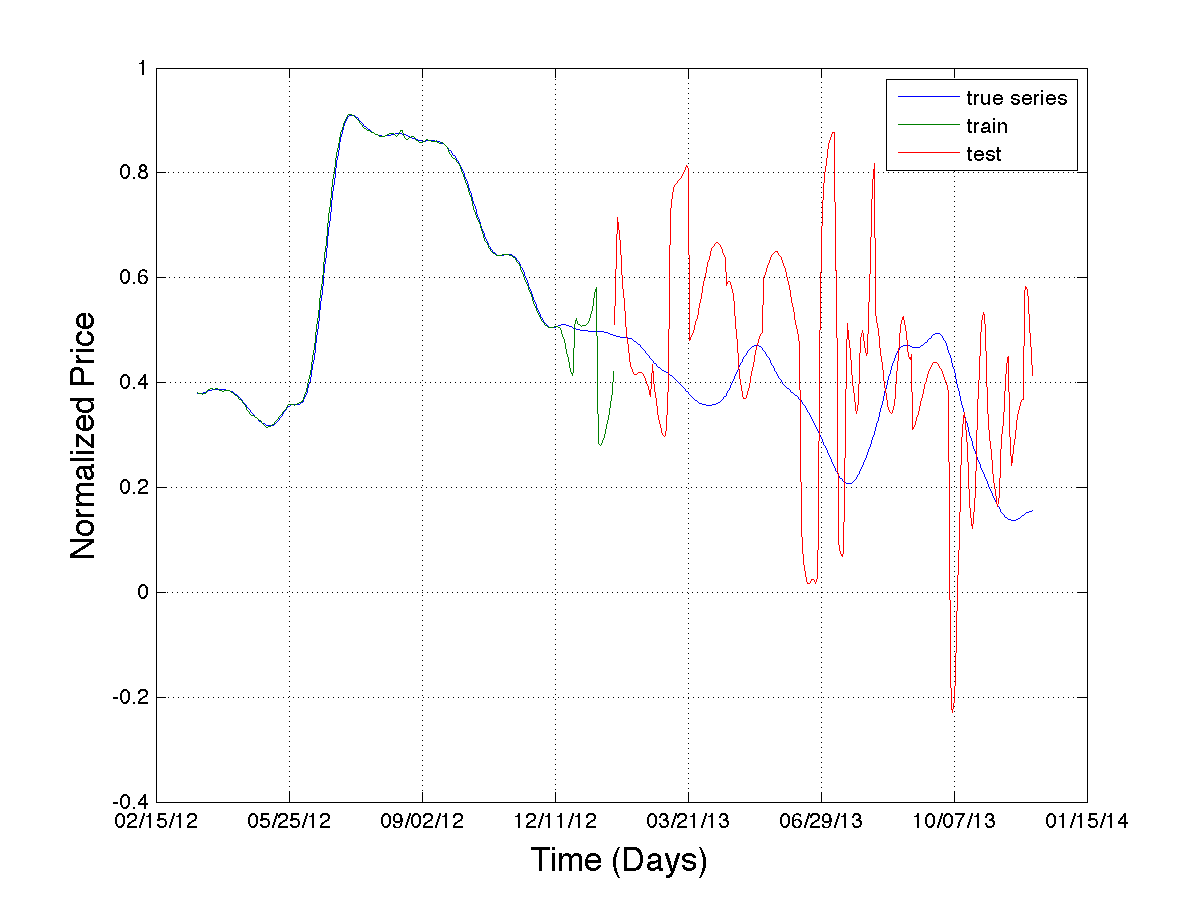 1
0.8
0.6
0.4
0.2
0
-0.2
-0.4
Normalized Price
true series
train
test
02/15/12 05/25/12 09/02/12 12/11/12 03/21/13 06/29/13 10/07/13 01/15/14
Time (Days)